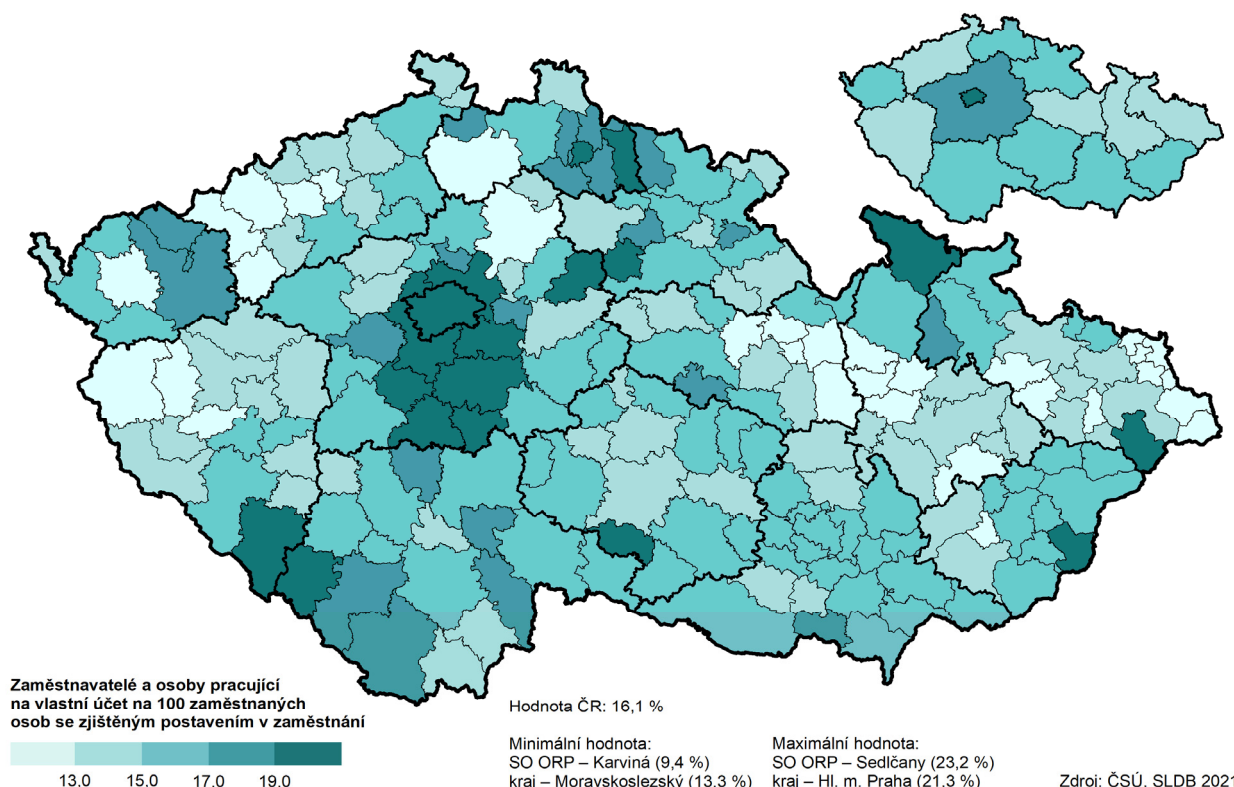 Zaměstnavatelé a osoby pracující
na vlastní účet na 100 zaměstnaných
osob se zjištěným postavením v zaměstnání
13.0 15.0 17.0 19.0
Hodnota ČR: 16,1 %
Minimální hodnota:
SO ORP – Karviná (9,4 %)
kraj – Moravskoslezský (13,3 %)
Maximální hodnota:
SO ORP – Sedlčany (23,2 %)
kraj – Hl. m. Praha (21,3 %)
Zdroj: ČSÚ, SLDB 2021